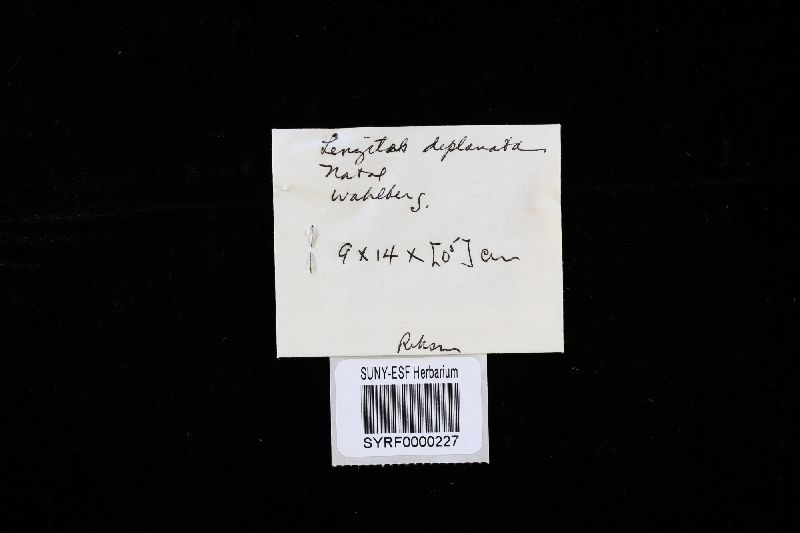 Lenzites deplanata
Natal
Wahlberg.
9 x 14 x [0.5] cm
SUNY-ESF Herbarium
SYRF0000227